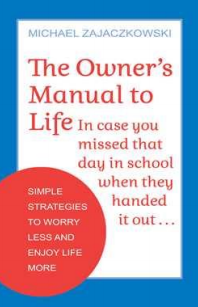 MICHAEL ZAJACZKOWSKI
The Owner's
Manual to
Life In case you
missed that
day in school
when they
handed
it out...
SIMPLE
STRATEGIES
TO WORRY
LESS AND
ENJOY LIFE
MORE